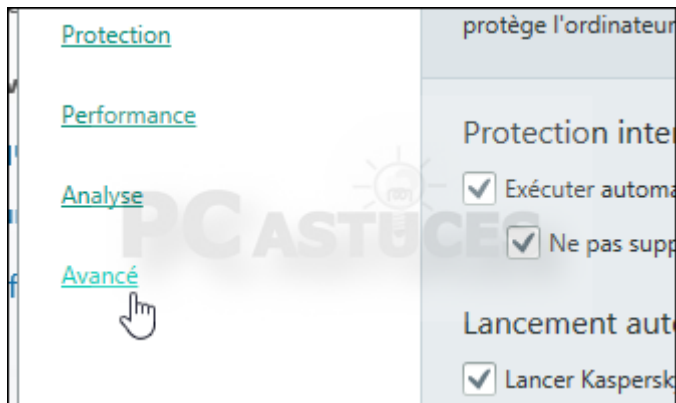 Protection
Performance
Analyse
Avancé
protège l'ordinateur
Protection inter
Exécuter automa
Ne pas supp
Lancement auto
Lancer Kaspersk
PC ASTUCES